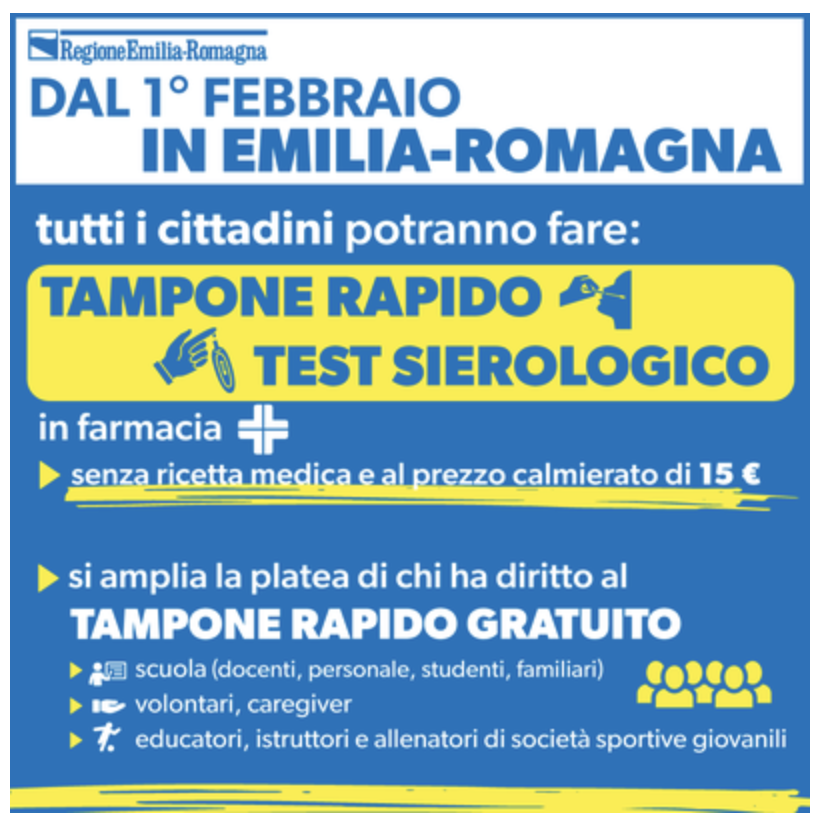 RegioneEmilia-Romagna
DAL 1° FEBBRAIO
IN EMILIA-ROMAGNA
tutti i cittadini potranno fare:
TAMPONE RAPIDO
TEST SIEROLOGICO
in farmacia
senza ricetta medica e al prezzo calmierato di 15 €
si amplia la platea di chi ha diritto al
TAMPONE RAPIDO GRATUITO
scuola (docenti, personale, studenti, familiari)
volontari, caregiver
educatori, istruttori e allenatori di società sportive giovanili